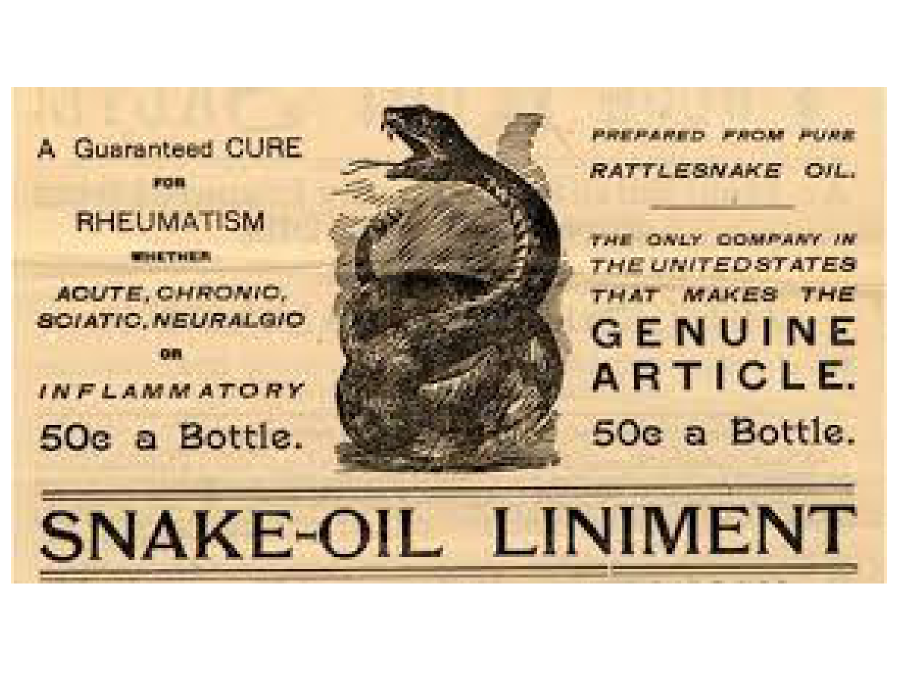 A Guaranteed CURE
FOR
RHEUMATISM
WHETHER
ACUTE, CHRONIC,
SCIATIC, NEURALGIC
OR
INFLAMMATORY
50c a Bottle.
PREPARED FROM PURE
RATTLESNAKE OIL.
THE ONLY COMPANY IN
THE UNITED STATES
THAT MAKES THE
GENUINE
ARTICLE.
50c a Bottle.
SNAKE-OIL LINIMENT